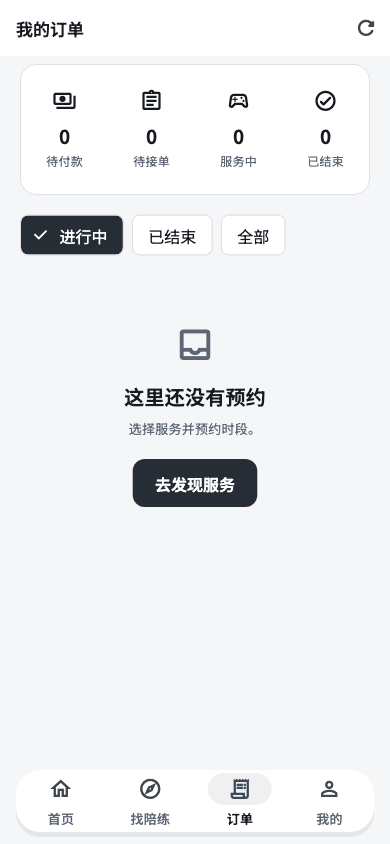 我的订单
0 0 0 0
待付款 待接单 服务中 已结束
进行中 已结束 全部
这里还没有预约
选择服务并预约时段。
去发现服务
首页 找陪练 订单 我的